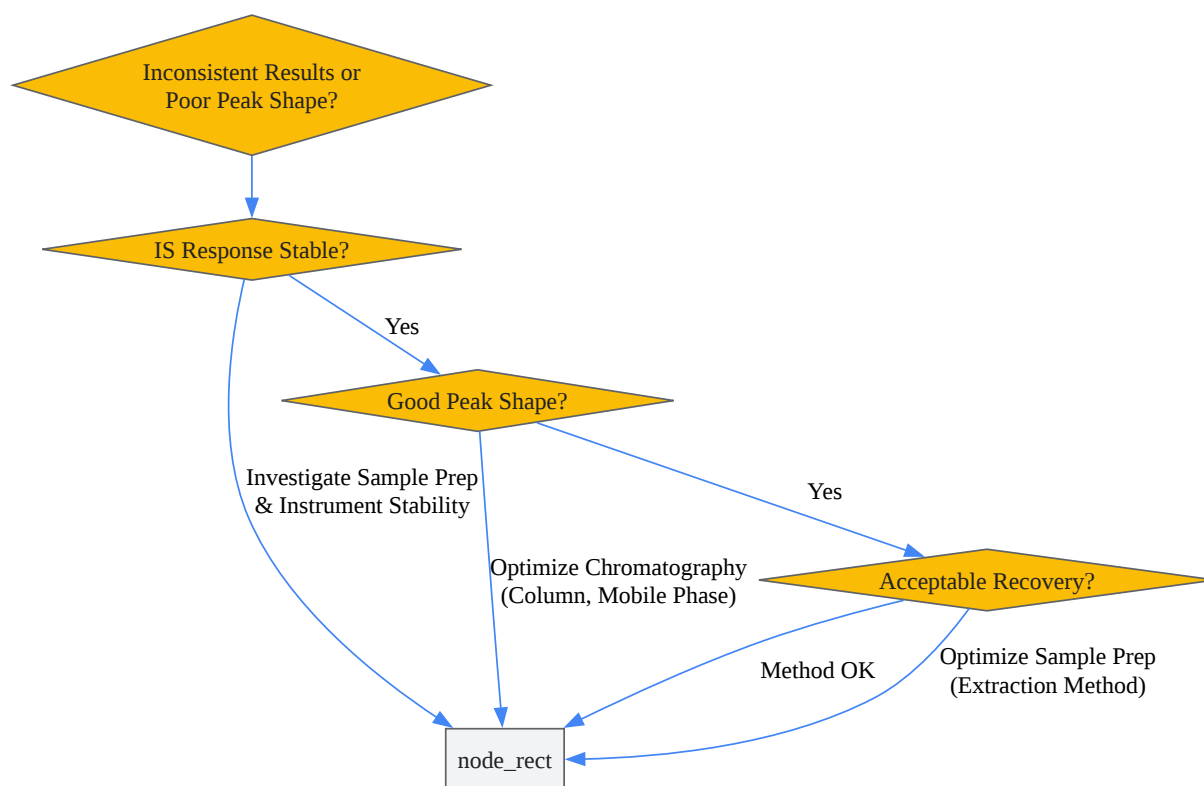 Inconsistent Results or
Poor Peak Shape?
IS Response Stable?
Yes
Good Peak Shape?
Investigate Sample Prep
& Instrument Stability
Yes
Optimize Chromatography
(Column, Mobile Phase)
Acceptable Recovery?
Method OK
Optimize Sample Prep
(Extraction Method)
node_rect